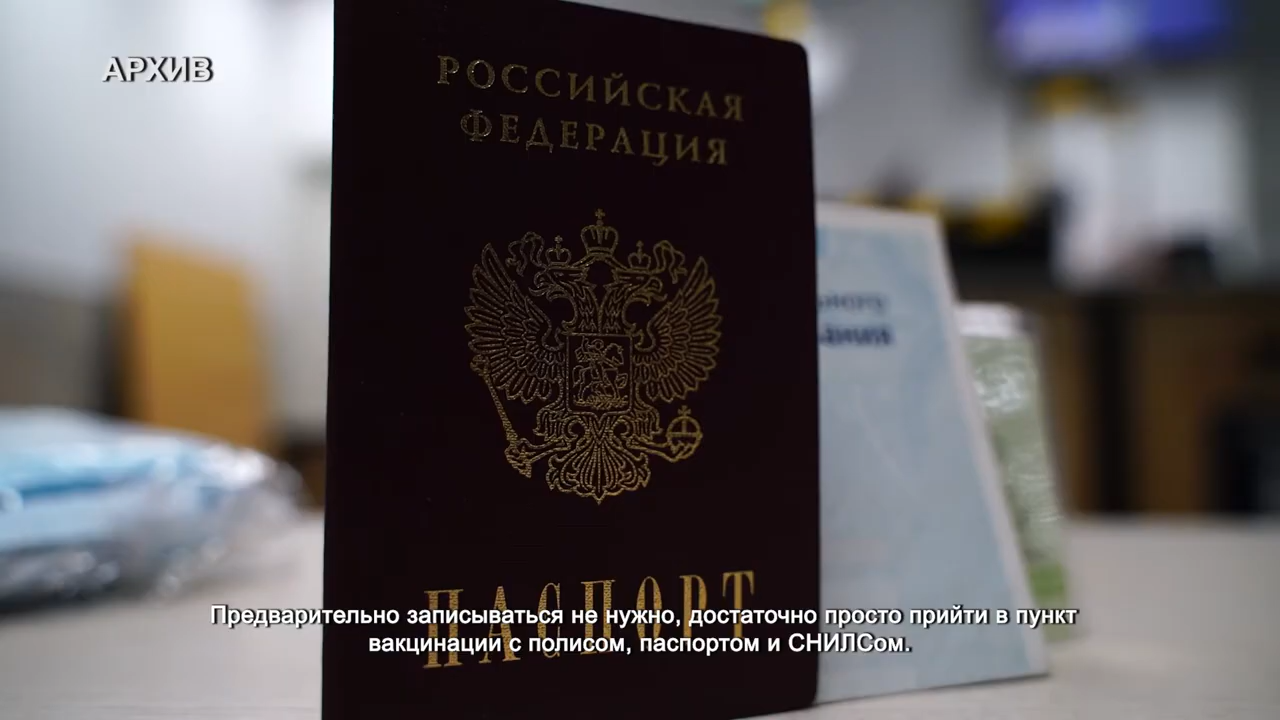 АРХИВ
РОССИЙСКАЯ
ФЕДЕРАЦИЯ
ПАСПОРТ
Предварительно записываться не нужно, достаточно просто прийти в пункт
вакцинации с полисом, паспортом и СНИЛСом.